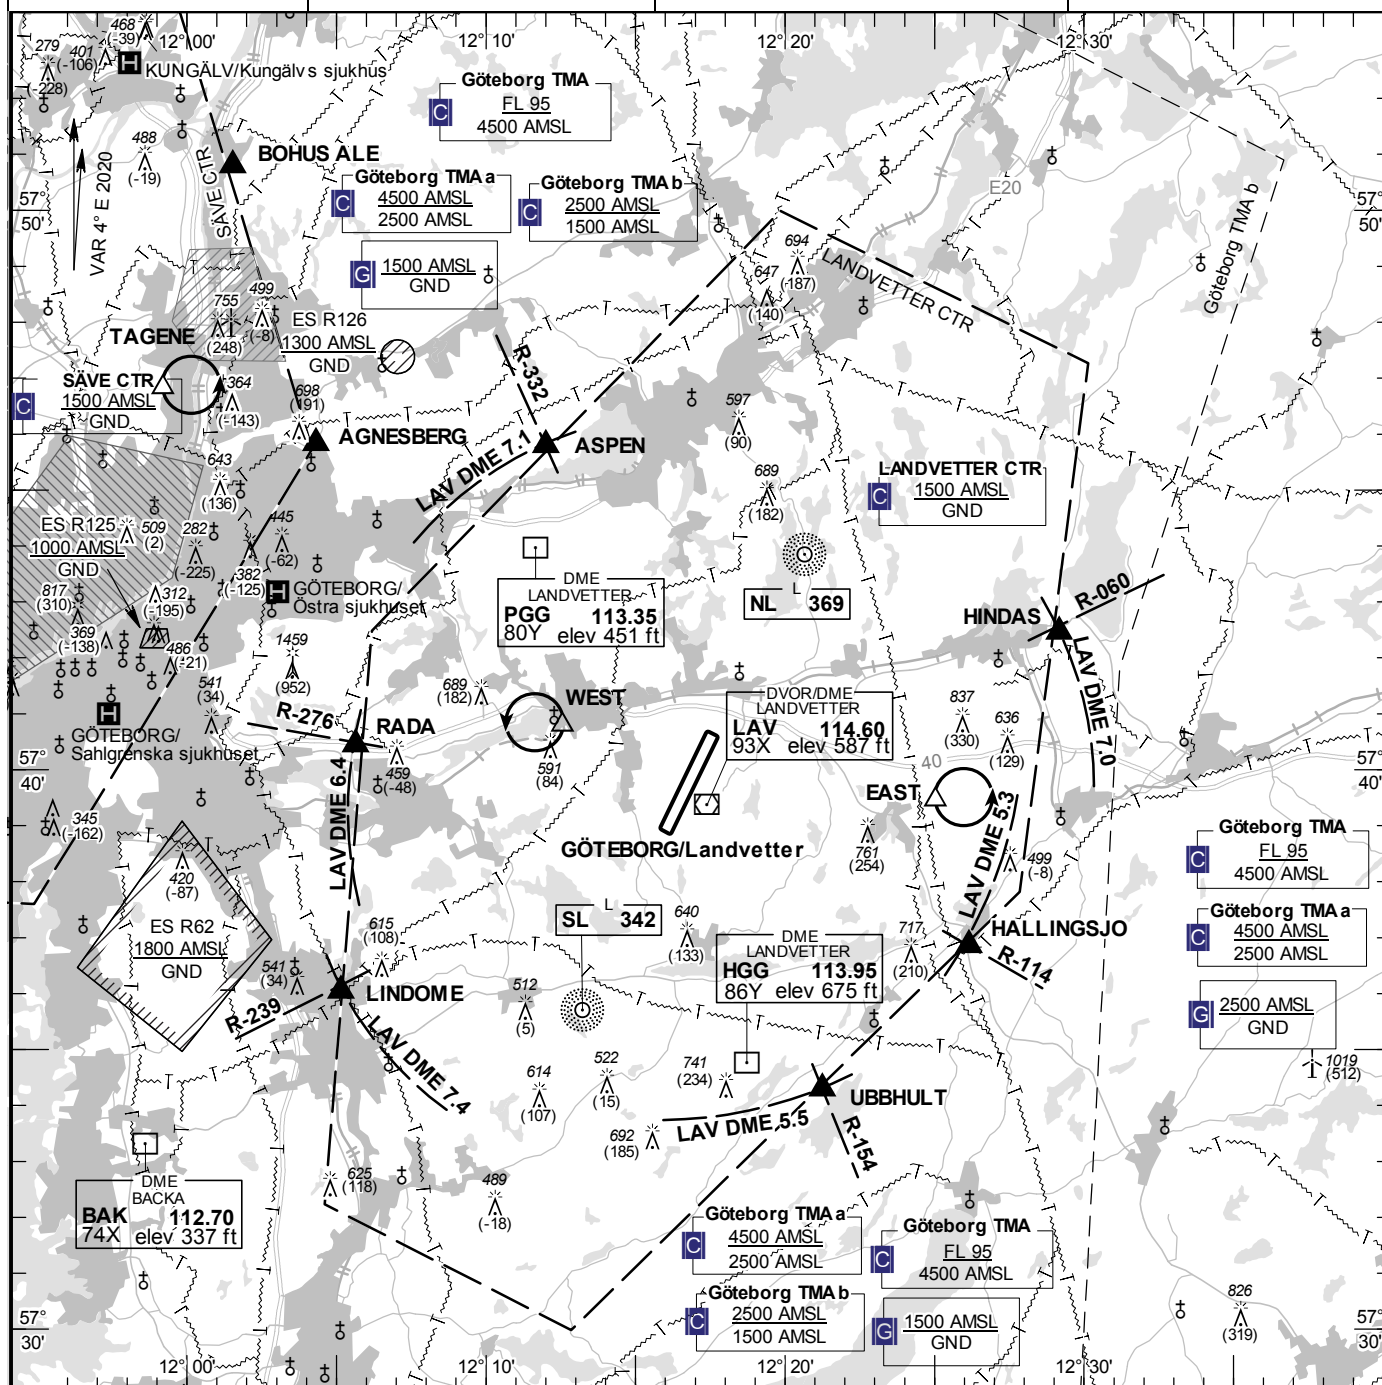 468
(-39)
279
(-228)
401
(-106)
12° 00'
12° 10'
12° 20'
12° 30'
H KUNGÄLV/Kungälvs sjukhus
Göteborg TMA
C FL 95
4500 AMSL
488
(-19)
BOHUS ALE
VAR 4° E 2020
SÄVE CTR
Göteborg TMA a
C 4500 AMSL
2500 AMSL
Göteborg TMA b
C 2500 AMSL
1500 AMSL
E20
57°
50'
57°
50'
Göteborg TMA b
G 1500 AMSL
GND
694
(-187)
647
(140)
LANDVETTER CTR
755
(248)
499
(-8)
ES R126
1300 AMSL
GND
TAGENE
R-332
SÄVE CTR
C 1500 AMSL
GND
364
(-143)
698
(191)
AGNESBERG
ASPEN
597
(90)
LAV DME 7.1
643
(136)
689
(182)
LANDVETTER CTR
C 1500 AMSL
GND
ES R125
1000 AMSL
GND
509
(2)
282
(-225)
445
(-62)
382
(-125)
DME
LANDVETTER
PGG 113.35
80Y elev 451 ft
L
NL 369
H GÖTEBORG/
Östra sjukhuset
817
(310)
312
(-195)
369
(-138)
486
(-21)
HINDAS
R-060
LAV DME 7.0
1459
(952)
541
(34)
689
(182)
WEST
R-276
RADA
DVOR/DME
LANDVETTER
LAV 114.60
93X elev 587 ft
837
(330)
636
(129)
H
GÖTEBORG/
Sahlgrenska sjukhuset
459
(-48)
591
(84)
40
57°
40'
57°
40'
LAV DME 6.4
EAST
LAV DME 5.3
345
(-162)
GÖTEBORG/Landvetter
761
(254)
499
(-8)
420
(-87)
Göteborg TMA
C FL 95
4500 AMSL
ES R62
1800 AMSL
GND
615
(108)
L
SL 342
640
(133)
717
(210)
HALLINGSJO
R-114
Göteborg TMA a
C 4500 AMSL
2500 AMSL
DME
LANDVETTER
HGG 113.95
86Y elev 675 ft
541
(34)
LINDOME
R-239
512
(5)
G 2500 AMSL
GND
LAV DME 7.4
522
(15)
614
(107)
741
(234)
1019
(512)
UBBHULT
LAV DME 5.5
692
(185)
R-154
625
(118)
489
(-18)
DME
BACKA
BAK 112.70
74X elev 337 ft
Göteborg TMA a
C 4500 AMSL
2500 AMSL
Göteborg TMA
C FL 95
4500 AMSL
Göteborg TMA b
C 2500 AMSL
1500 AMSL
G 1500 AMSL
GND
826
(319)
57°
30'
57°
30'
12° 00'
12° 10'
12° 20'
12° 30'